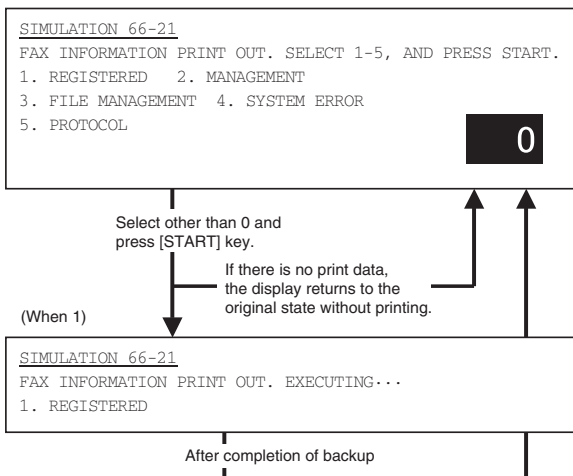 SIMULATION 66-21
FAX INFORMATION PRINT OUT. SELECT 1-5, AND PRESS START.
1. REGISTERED 2. MANAGEMENT
3. FILE MANAGEMENT 4. SYSTEM ERROR
5. PROTOCOL
0
Select other than 0 and
press [START] key.
If there is no print data,
the display returns to the
original state without printing.
(When 1)
SIMULATION 66-21
FAX INFORMATION PRINT OUT. EXECUTING···
1. REGISTERED
After completion of backup